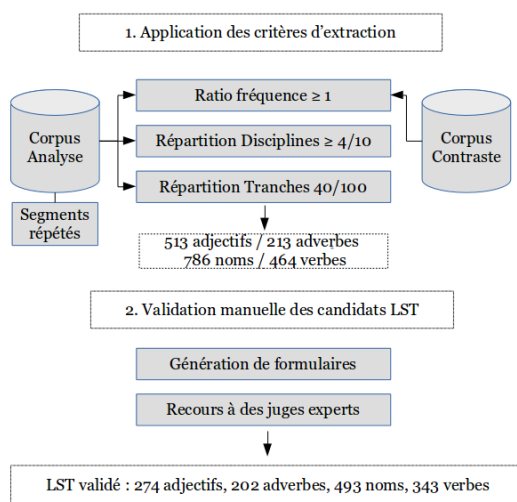 1. Application des critères d'extraction
Ratio fréquence ≥ 1
Corpus
Analyse
Répartition Disciplines ≥ 4/10
Corpus
Contraste
Répartition Tranches 40/100
Segments
répétés
513 adjectifs / 213 adverbes
786 noms / 464 verbes
2. Validation manuelle des candidats LST
Génération de formulaires
Recours à des juges experts
LST validé : 274 adjectifs, 202 adverbes, 493 noms, 343 verbes